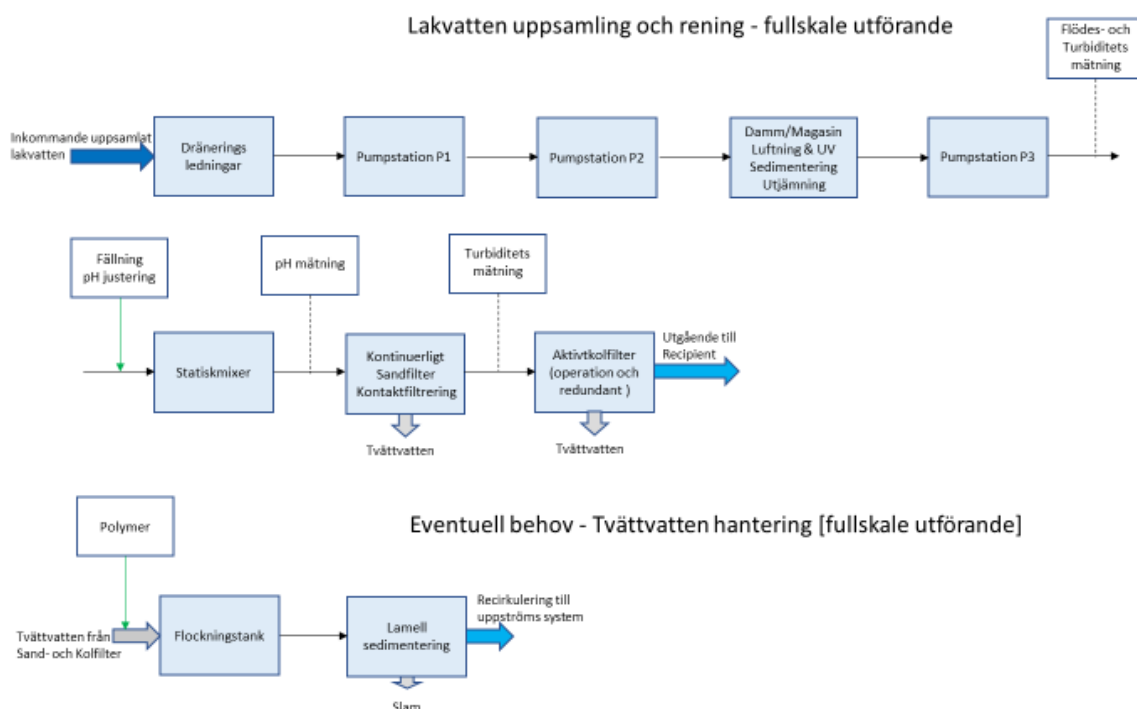 Lakvatten uppsamling och rening - fullskale utförande
Flödes- och
Turbiditets
mätning
Inkommande uppsamlat
lakvatten
Dränerings
ledningar
Pumpstation P1
Pumpstation P2
Damm/Magasin
Luftning & UV
Sedimentering
Utjämning
Pumpstation P3
Fällning
pH justering
pH mätning
Turbiditets
mätning
Statiskmixer
Kontinuerligt
Sandfilter
Kontaktfiltrering
Aktivtkolfilter
(operation och
redundant )
Utgående till
Recipient
Tvättvatten
Tvättvatten
Eventuell behov - Tvättvatten hantering [fullskale utförande]
Polymer
Tvättvatten från
Sand- och Kolfilter
Flockningstank
Lamell
sedimentering
Recirkulering till
uppströms system
Slam